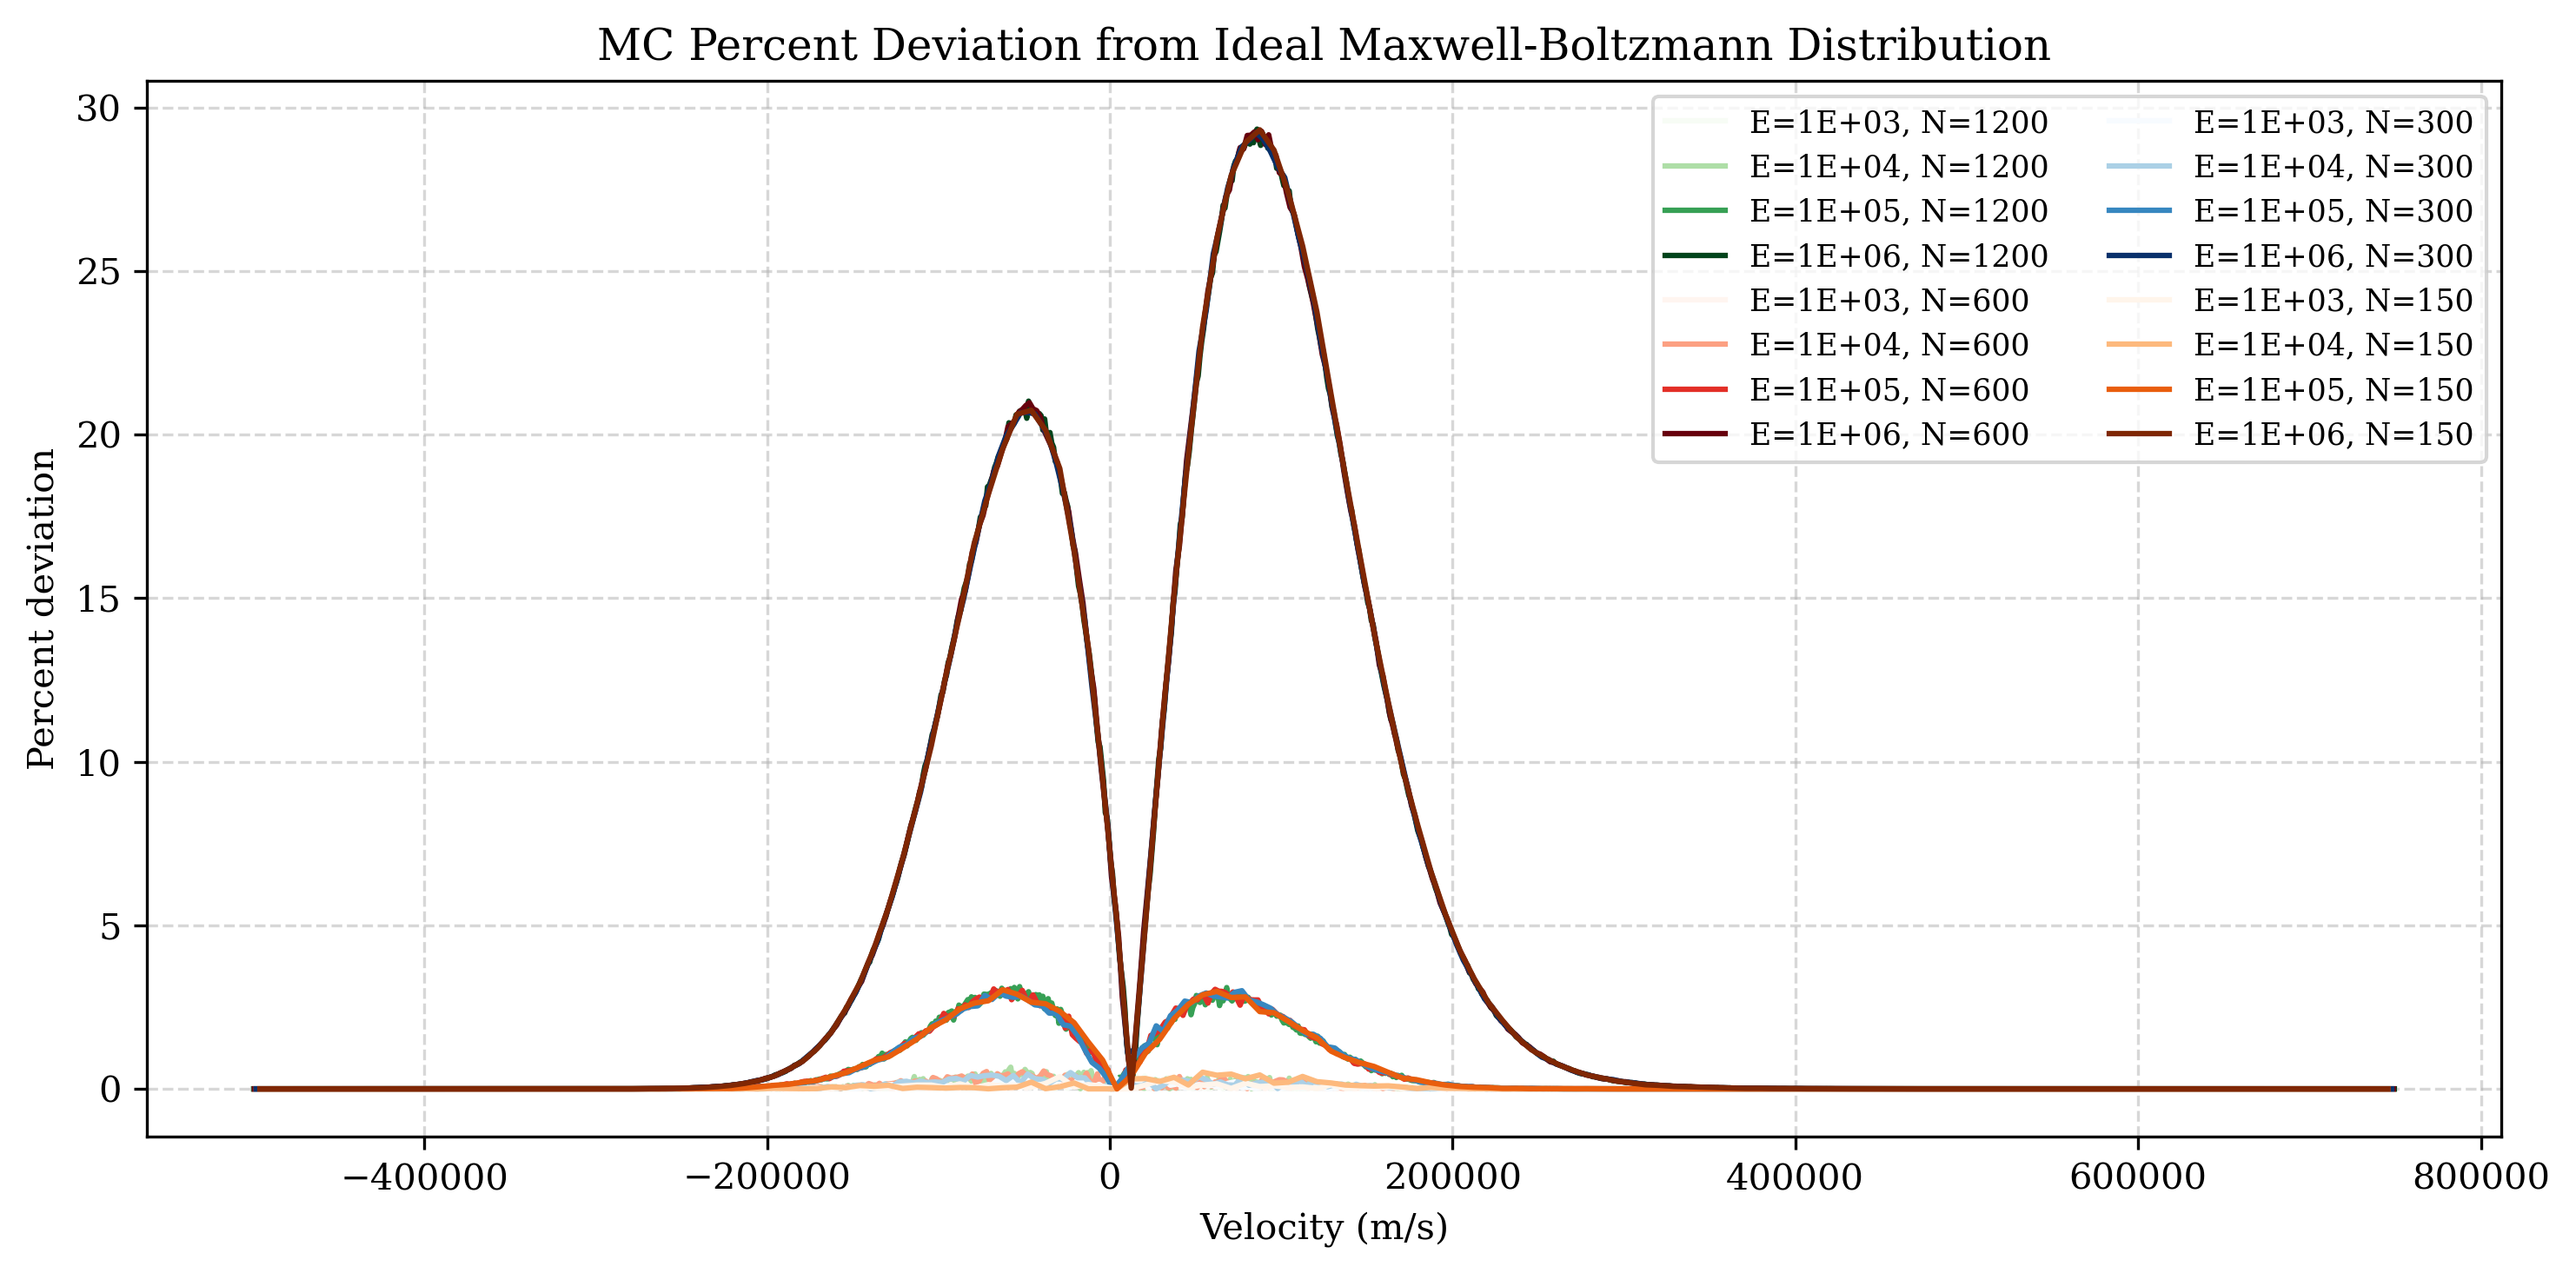 MC Percent Deviation from Ideal Maxwell-Boltzmann Distribution
Percent deviation
30
25
20
15
10
5
0
E=1E+03, N=1200
E=1E+04, N=1200
E=1E+05, N=1200
E=1E+06, N=1200
E=1E+03, N=600
E=1E+04, N=600
E=1E+05, N=600
E=1E+06, N=600
E=1E+03, N=300
E=1E+04, N=300
E=1E+05, N=300
E=1E+06, N=300
E=1E+03, N=150
E=1E+04, N=150
E=1E+05, N=150
E=1E+06, N=150
−400000 −200000 0 200000 400000 600000 800000
Velocity (m/s)